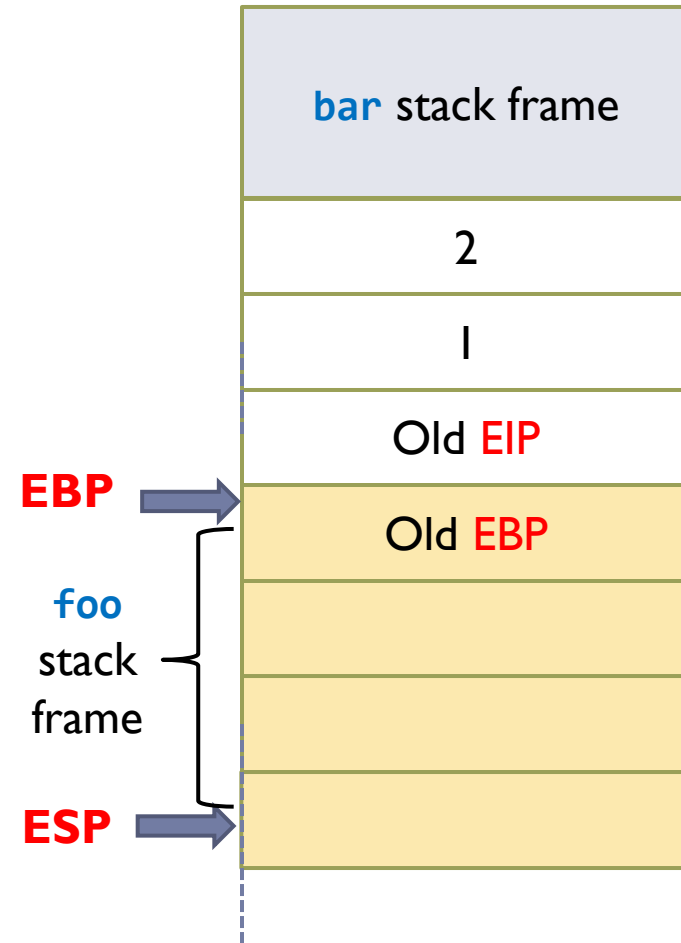 bar stack frame
2
1
Old EIP
EBP
Old EBP
foo
stack
frame
ESP